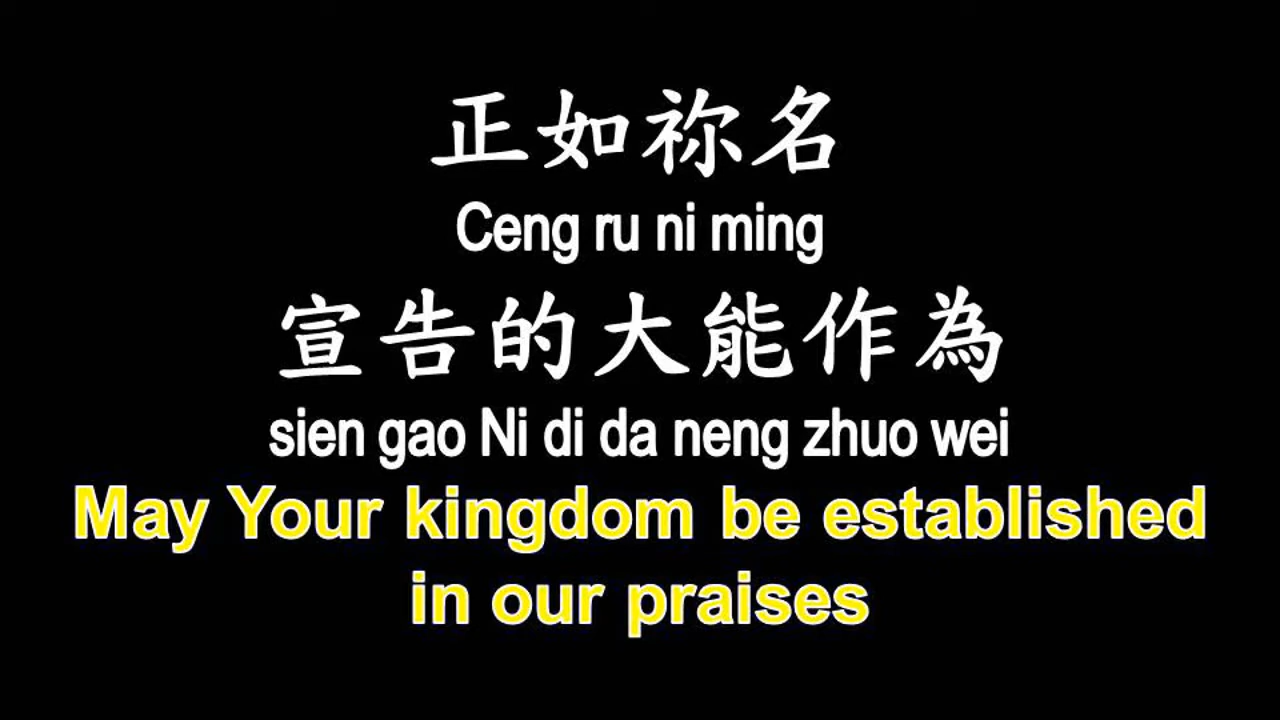 正如祢名
Ceng ru ni ming
宣告的大能作為
sien gao Ni di da neng zhuo wei
May Your kingdom be established
in our praises